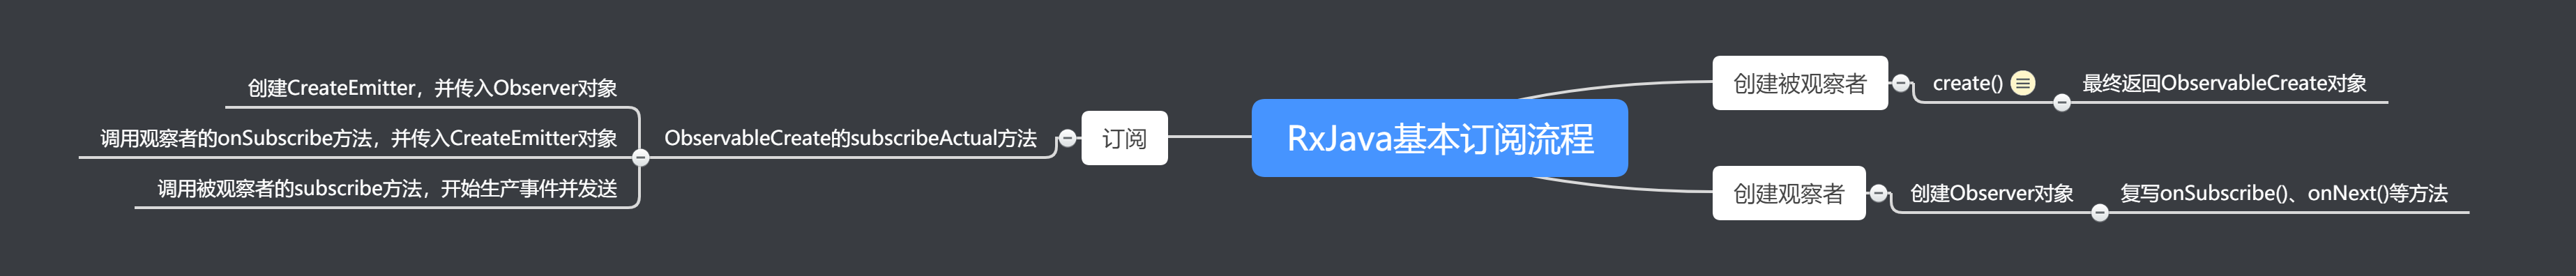 RxJava基本订阅流程
创建被观察者
create()
最终返回ObservableCreate对象
创建观察者
创建Observer对象
复写onSubscribe()、onNext()等方法
订阅
ObservableCreate的subscribeActual方法
创建CreateEmitter，并传入Observer对象
调用观察者的onSubscribe方法，并传入CreateEmitter对象
调用被观察者的subscribe方法，开始生产事件并发送